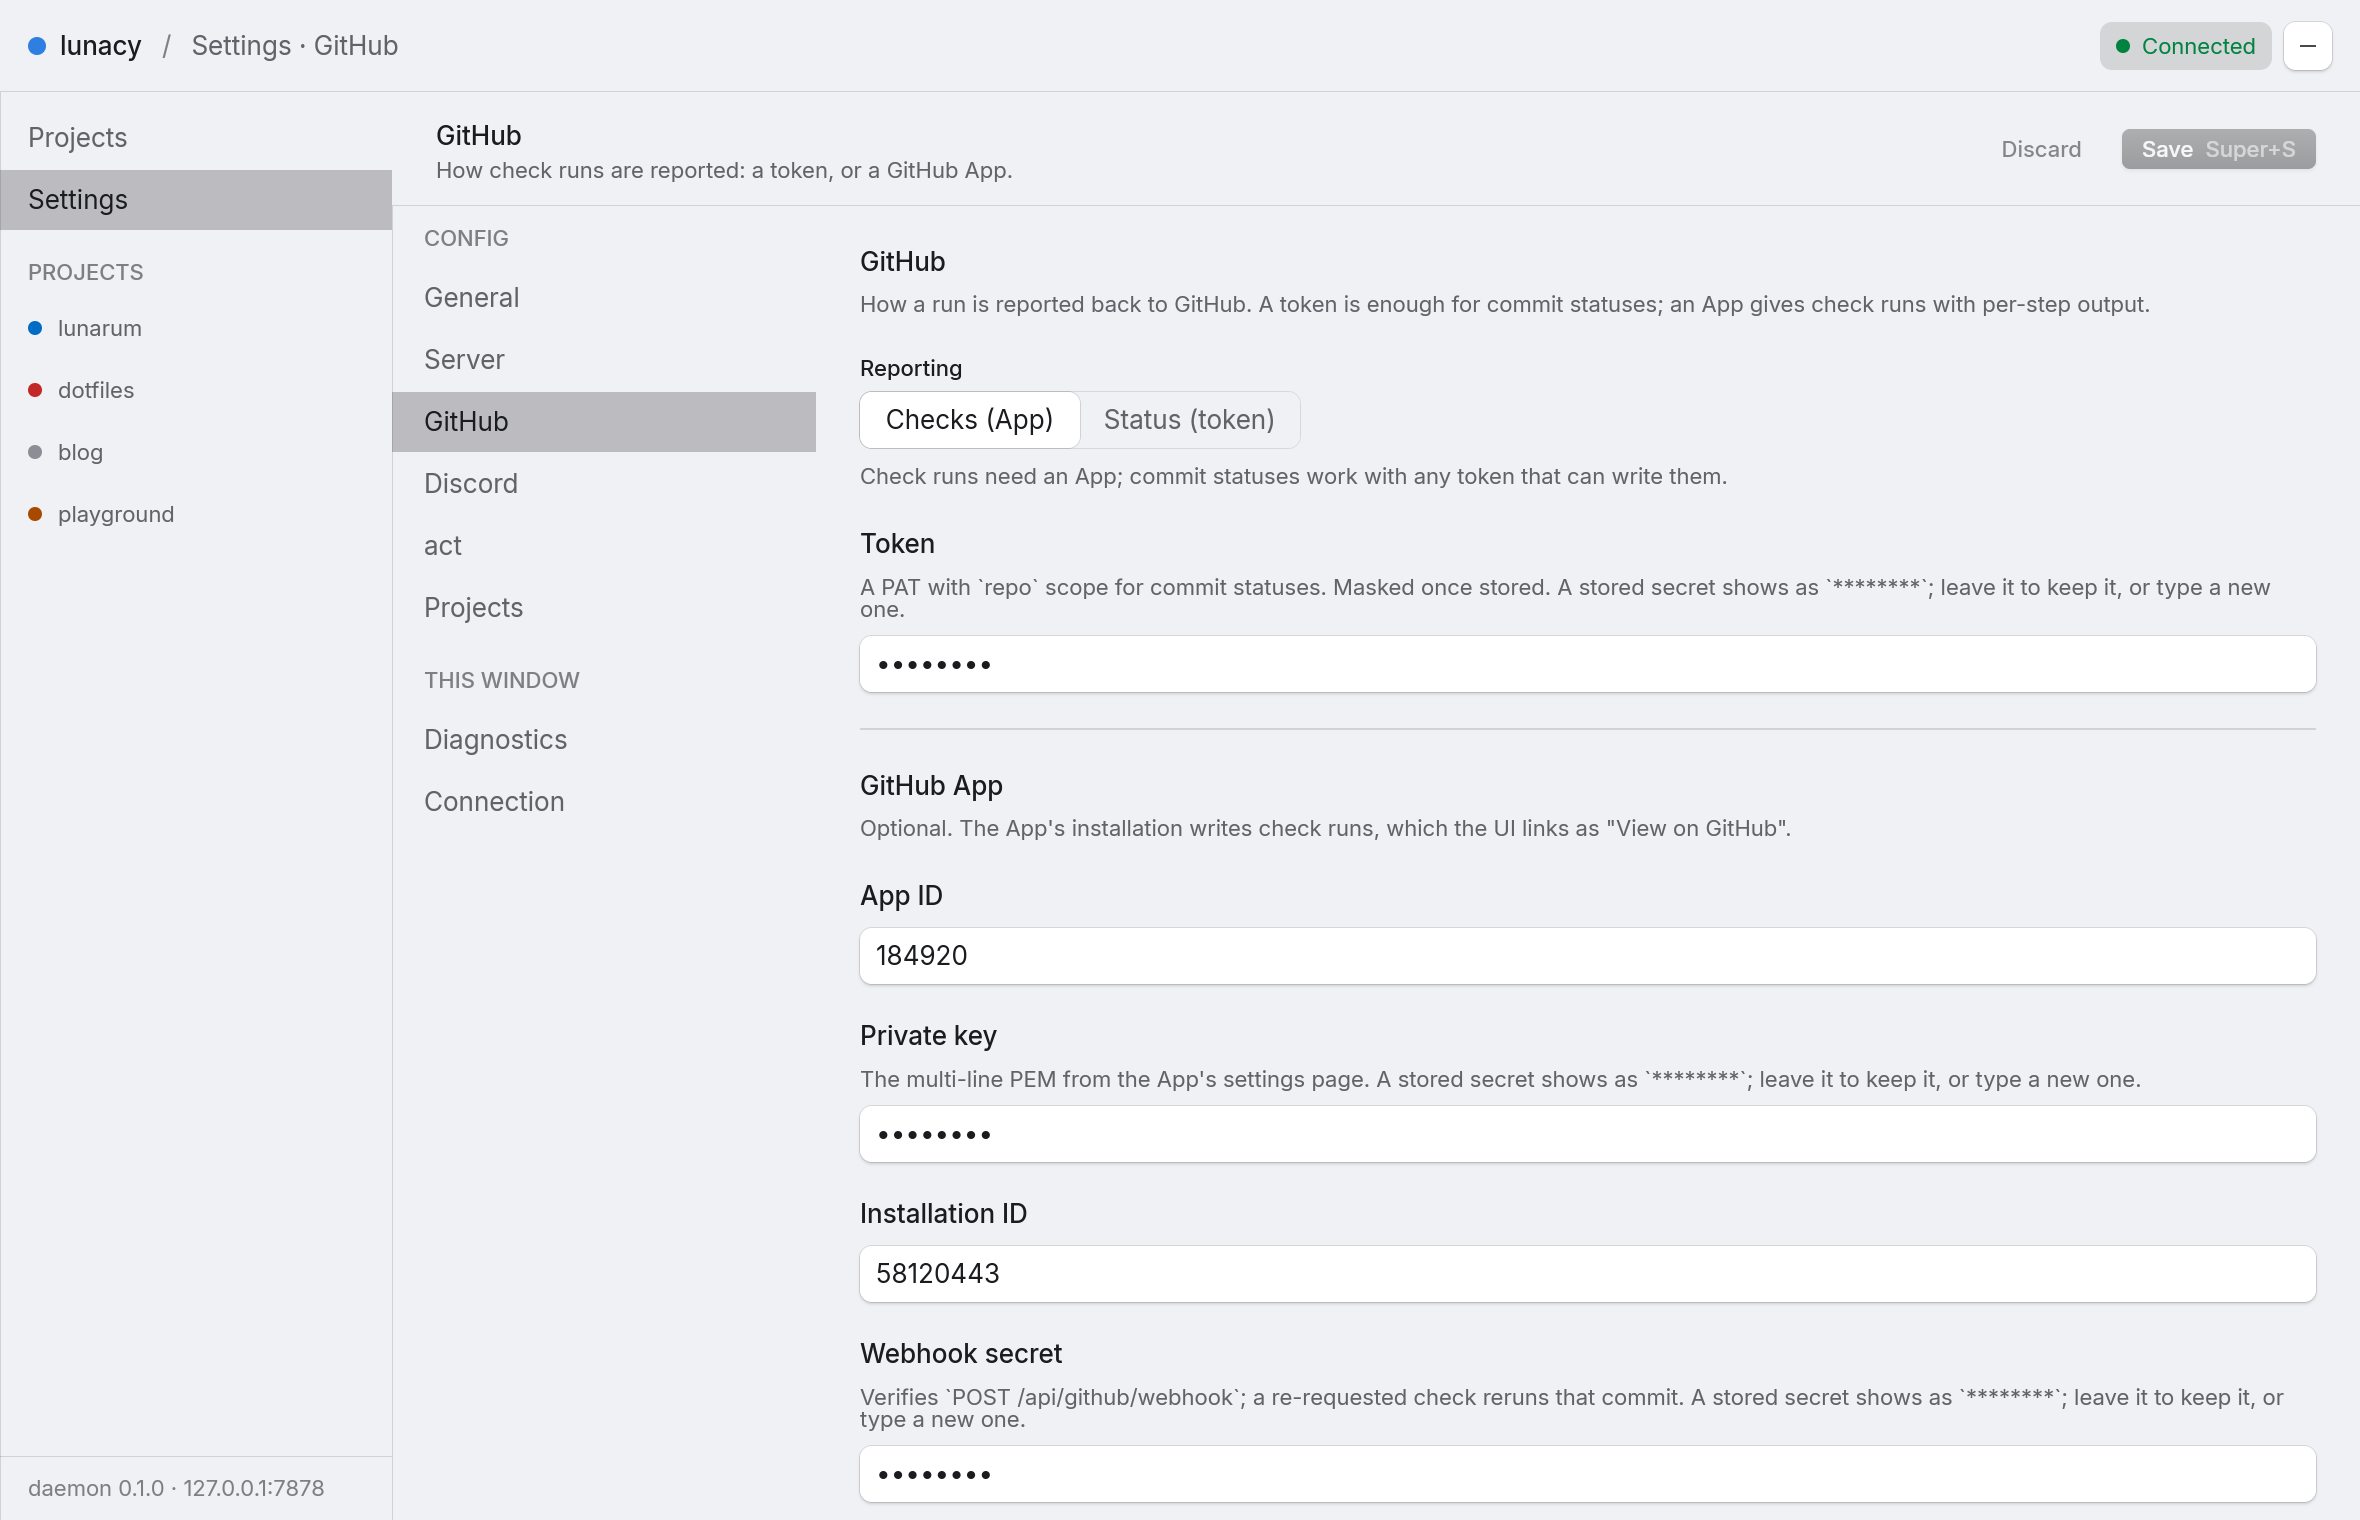 lunacy / Settings · GitHub
Connected
Projects
Settings
PROJECTS
lunarum
dotfiles
blog
playground
daemon 0.1.0 · 127.0.0.1:7878
GitHub
How check runs are reported: a token, or a GitHub App.
Discard
Save Super+S
CONFIG
General
Server
GitHub
Discord
act
Projects
THIS WINDOW
Diagnostics
Connection
GitHub
How a run is reported back to GitHub. A token is enough for commit statuses; an App gives check runs with per-step output.
Reporting
Checks (App)
Status (token)
Check runs need an App; commit statuses work with any token that can write them.
Token
A PAT with `repo` scope for commit statuses. Masked once stored. A stored secret shows as `********`; leave it to keep it, or type a new
one.
••••••••
GitHub App
Optional. The App's installation writes check runs, which the UI links as "View on GitHub".
App ID
184920
Private key
The multi-line PEM from the App's settings page. A stored secret shows as `********`; leave it to keep it, or type a new one.
••••••••
Installation ID
58120443
Webhook secret
Verifies `POST /api/github/webhook`; a re-requested check reruns that commit. A stored secret shows as `********`; leave it to keep it, or
type a new one.
••••••••